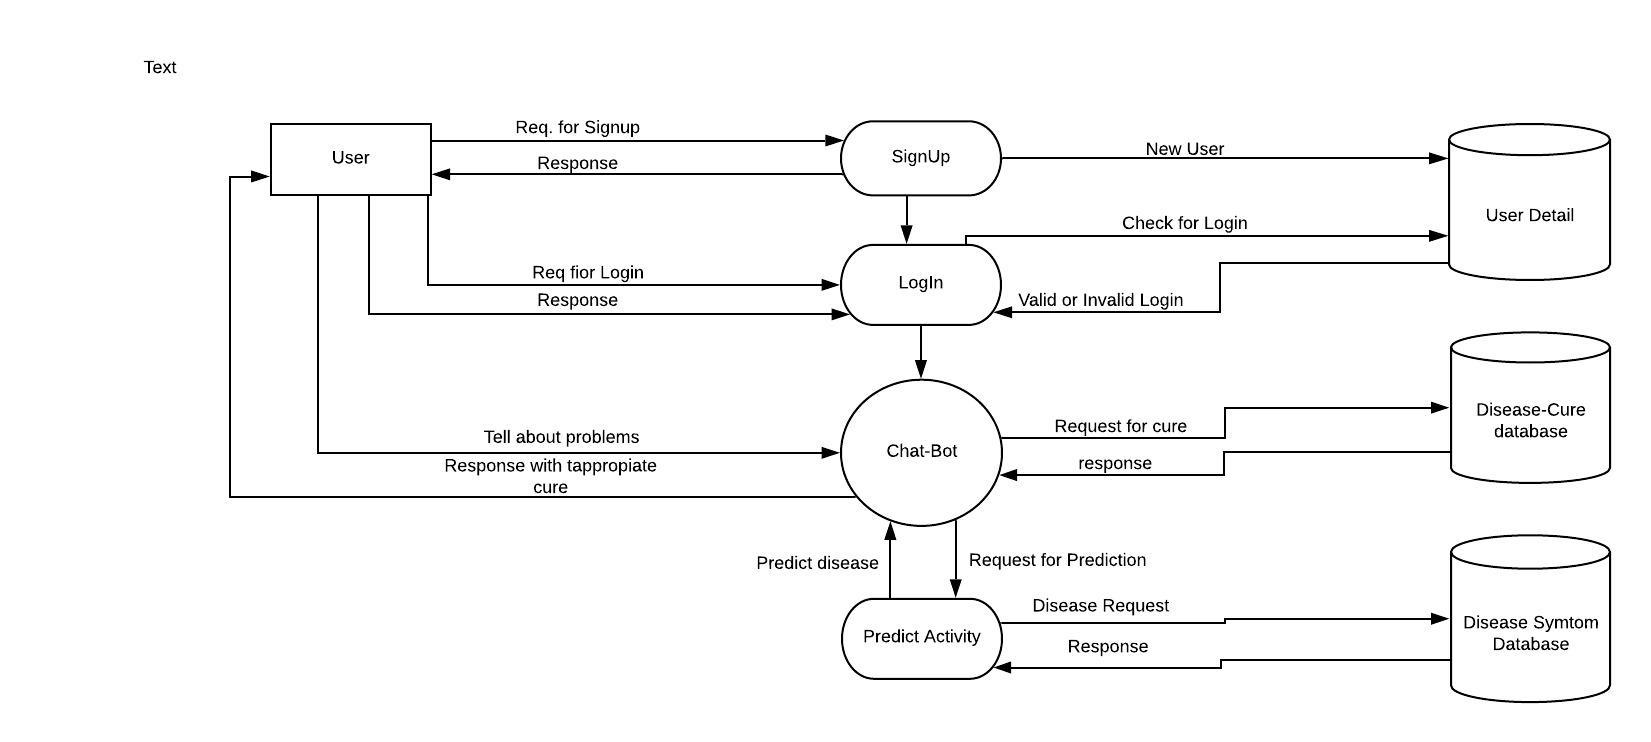 Text
User
Req. for Signup
Response
SignUp
New User
User Detail
Check for Login
Req fior Login
Response
LogIn
Valid or Invalid Login
Tell about problems
Response with tappropiate
cure
Chat-Bot
Request for cure
response
Disease-Cure
database
Predict disease
Request for Prediction
Predict Activity
Disease Request
Response
Disease Symtom
Database